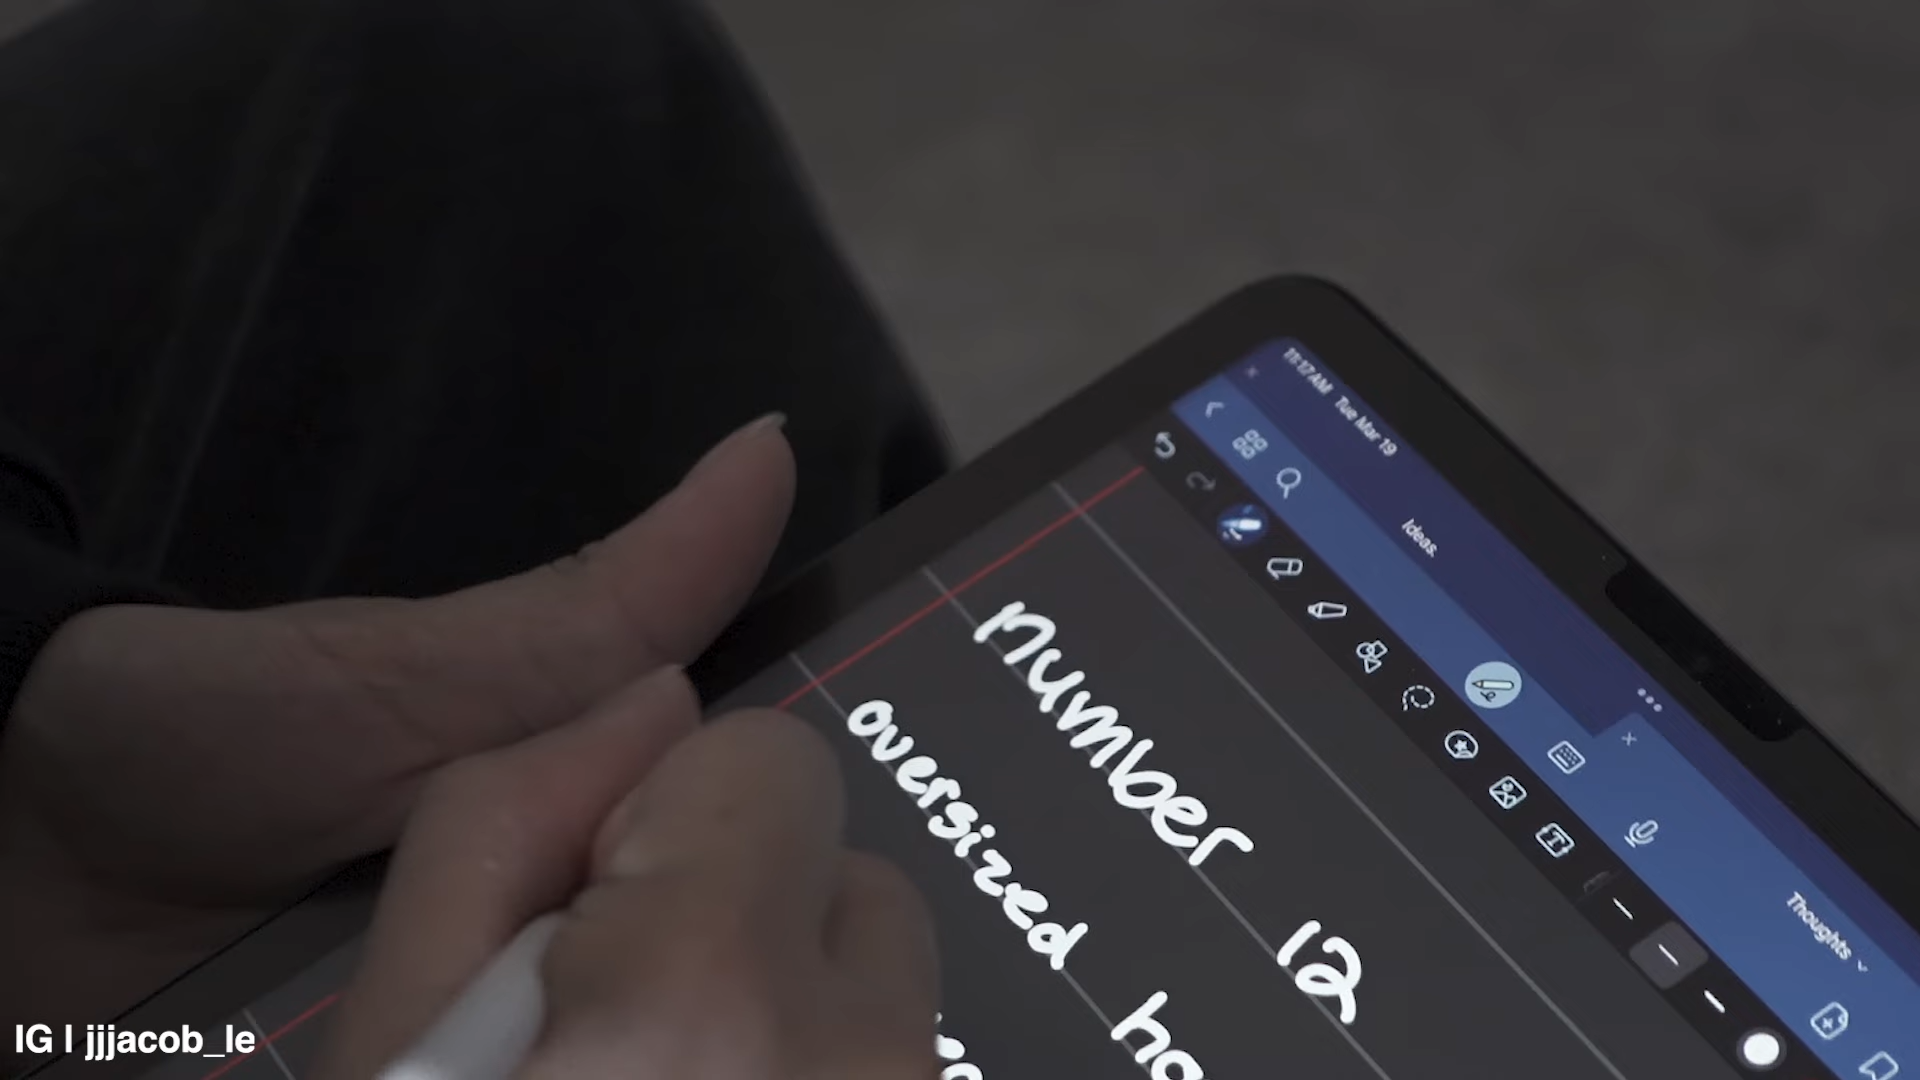 11:17 AM Tue Mar 19
Ideas.
Thoughts
number 12
oversized
IG | jjjacob_le